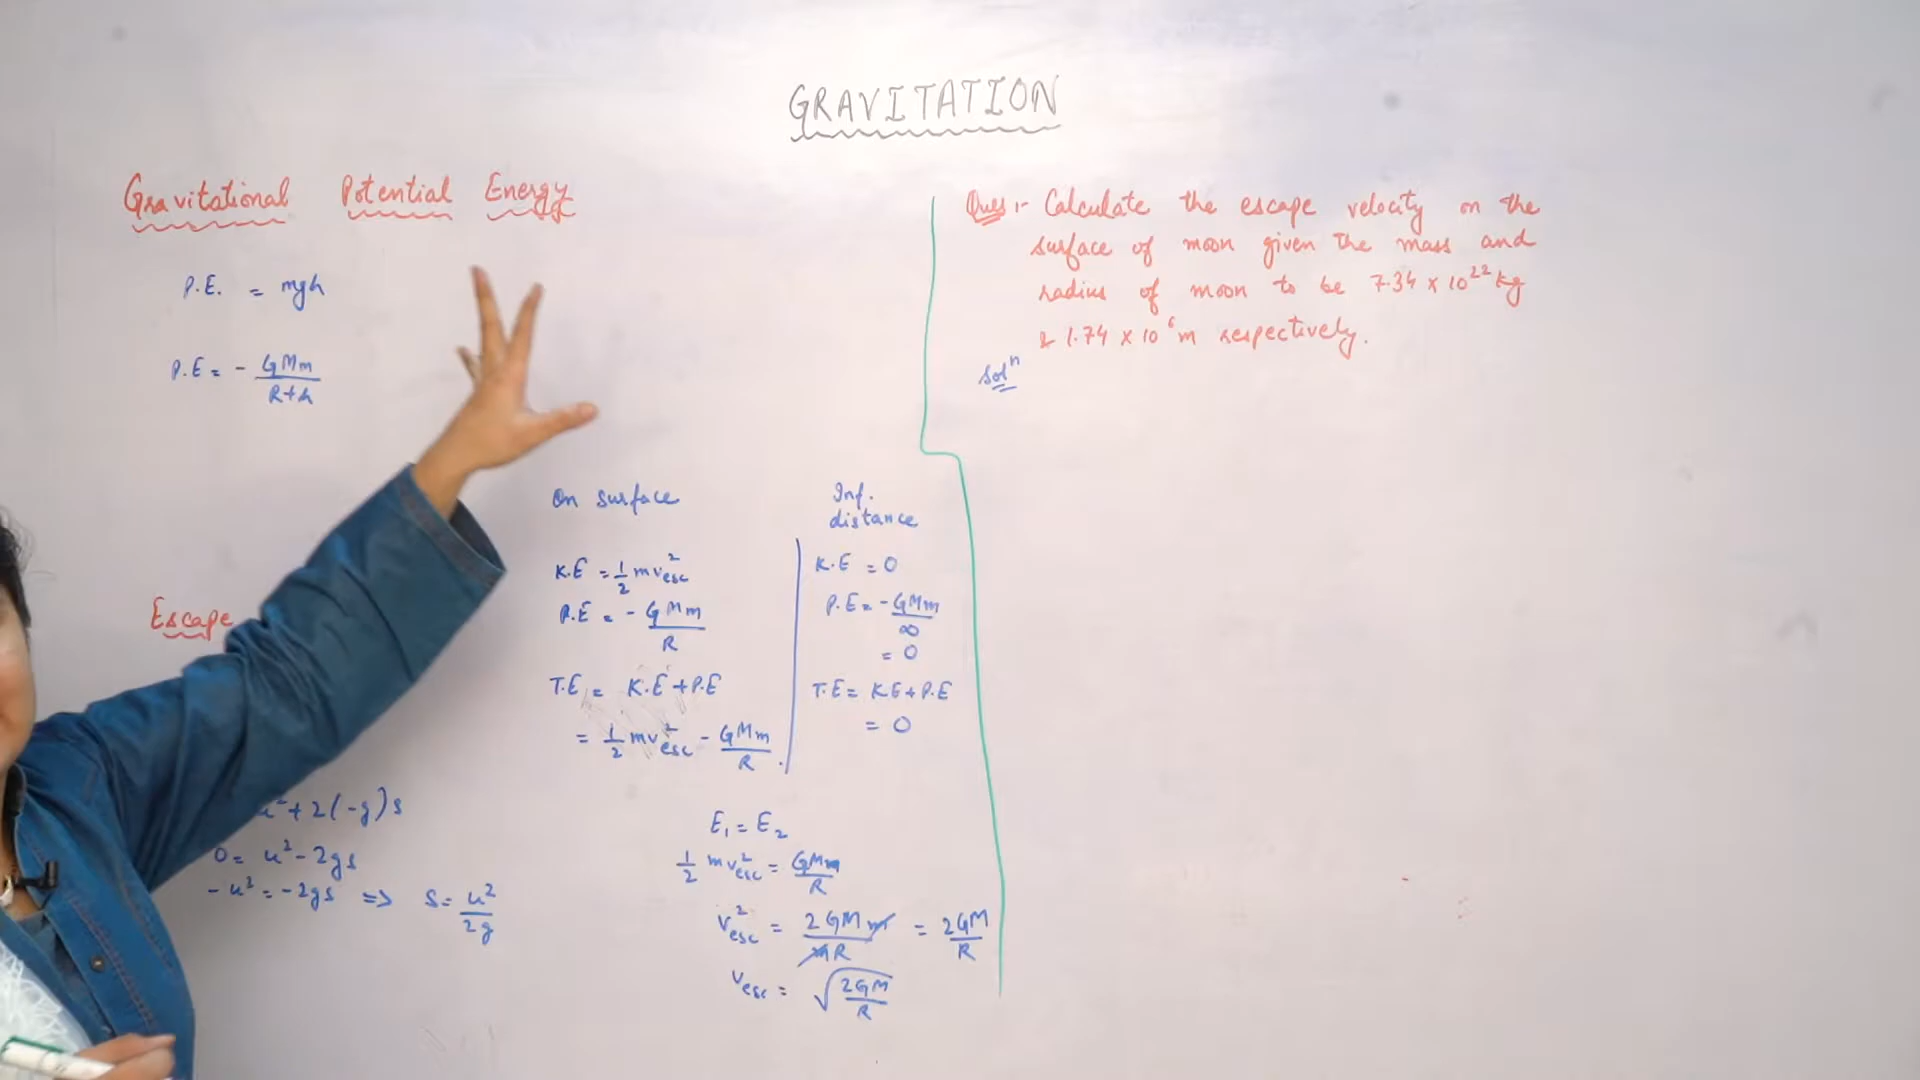 GRAVITATION
Gravitational Potential Energy
P.E. = mgh
P.E = - GMm / R+h
Escape
u²+2(-g)s
0 = u²-2gs
-u² = -2gs => S = u² / 2g
On surface
K.E = 1/2 mv²esc
P.E = - GMm / R
T.E = K.E + P.E
= 1/2 mv²esc - GMm / R
Inf.
distance
K.E = 0
P.E = -GMm / ∞
= 0
T.E = K.E + P.E
= 0
E₁ = E₂
1/2 mv²esc = GMm / R
v²esc = 2GMm / mR = 2GM / R
vesc = √(2GM / R)
Ques:- Calculate the escape velocity on the
surface of moon given the mass and
radius of moon to be 7.34 x 10²² kg
& 1.74 x 10⁶ m respectively.
Solⁿ